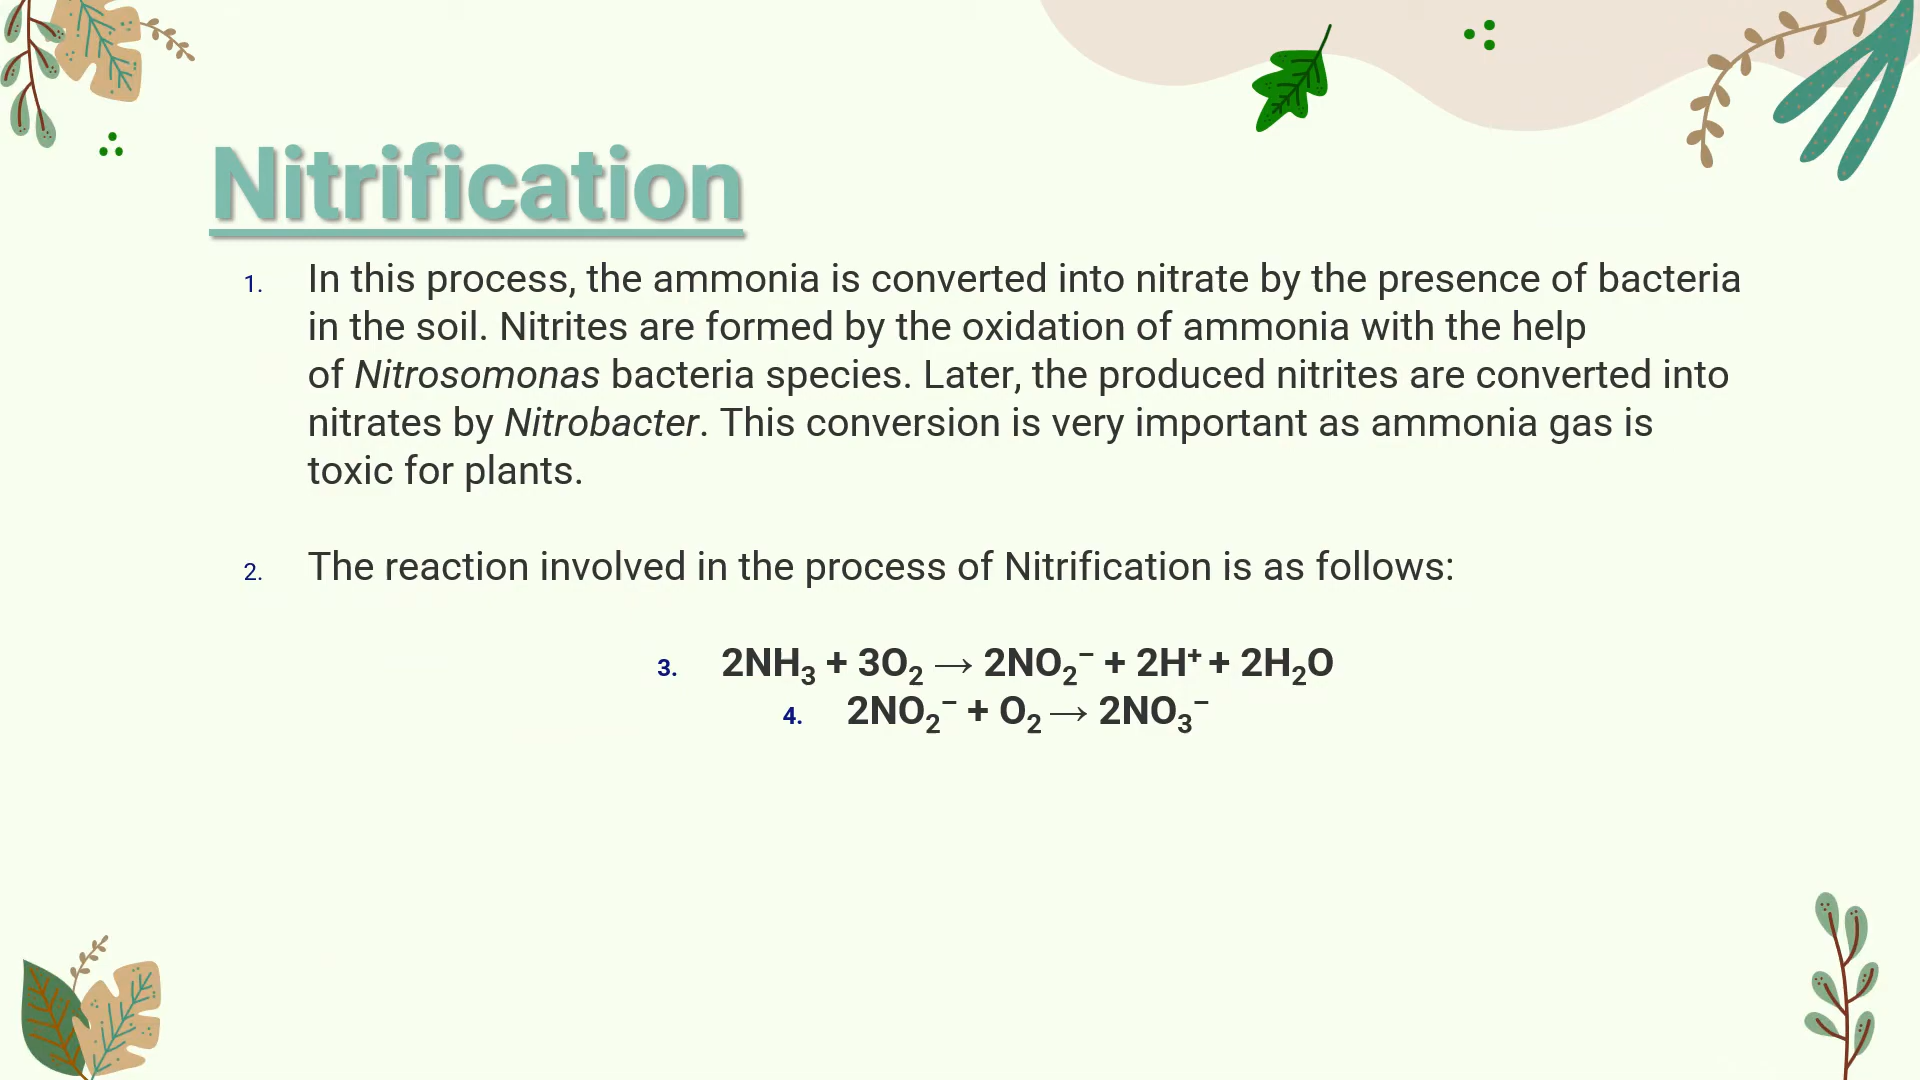 Nitrification
1. In this process, the ammonia is converted into nitrate by the presence of bacteria
in the soil. Nitrites are formed by the oxidation of ammonia with the help
of Nitrosomonas bacteria species. Later, the produced nitrites are converted into
nitrates by Nitrobacter. This conversion is very important as ammonia gas is
toxic for plants.
2. The reaction involved in the process of Nitrification is as follows:
3. 2NH₃ + 3O₂ → 2NO₂⁻ + 2H⁺ + 2H₂O
4. 2NO₂⁻ + O₂ → 2NO₃⁻